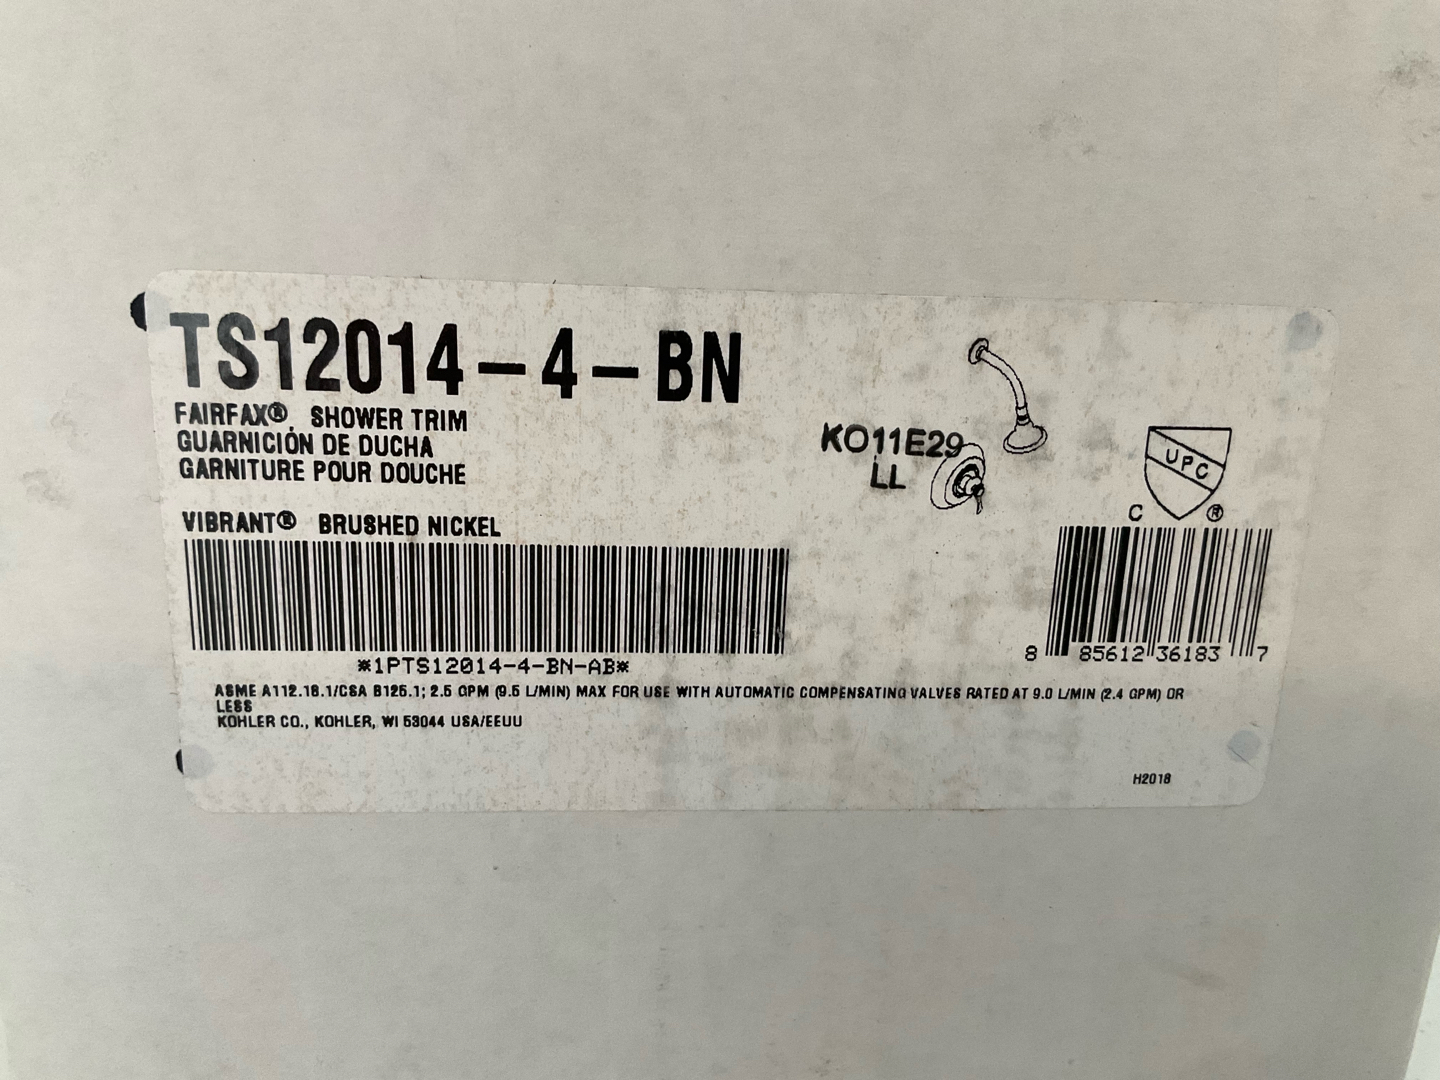 TS12014-4-BN
FAIRFAX®. SHOWER TRIM
GUARNICIÓN DE DUCHA
GARNITURE POUR DOUCHE
VIBRANT® BRUSHED NICKEL
*1PTS12014-4-BN-AB*
ASME A112.18.1/CSA B125.1; 2.5 GPM (9.5 L/MIN) MAX FOR USE WITH AUTOMATIC COMPENSATING VALVES RATED AT 9.0 L/MIN (2.4 GPM) OR
LESS
KOHLER CO., KOHLER, WI 53044 USA/EEUU
KO11E29
LL
UPC
C ®
8 85612 36183 7
H2018